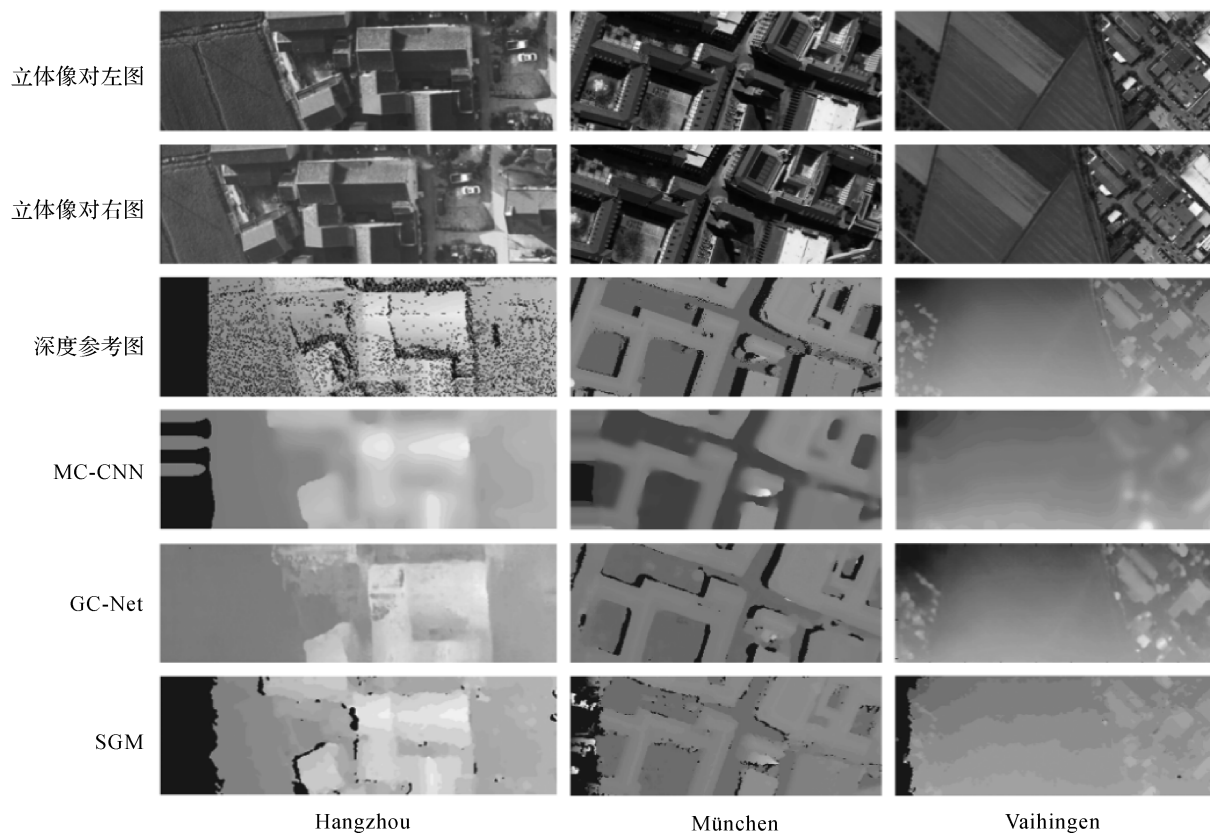 立体像对左图
立体像对右图
深度参考图
MC-CNN
GC-Net
SGM
Hangzhou
München
Vaihingen